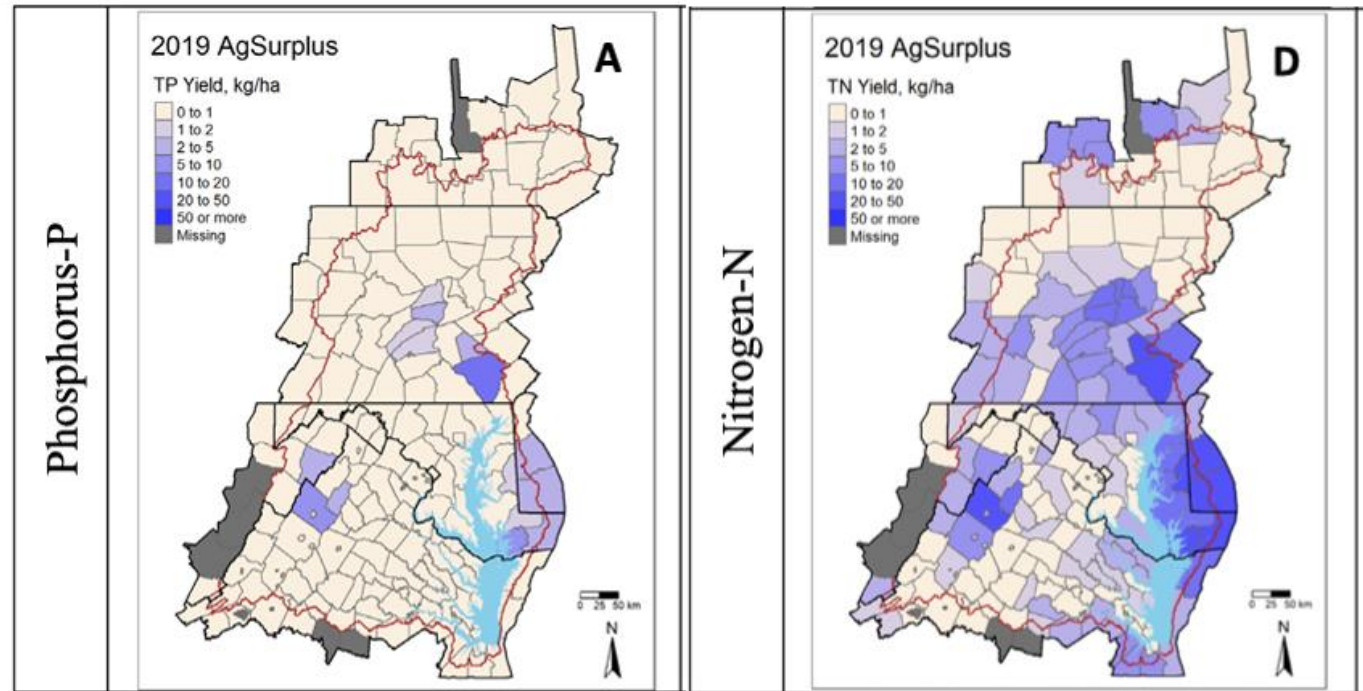 Phosphorus-P
2019 AgSurplus
A
TP Yield, kg/ha
0 to 1
1 to 2
2 to 5
5 to 10
10 to 20
20 to 50
50 or more
Missing
0 25 50 km
N
Nitrogen-N
2019 AgSurplus
D
TN Yield, kg/ha
0 to 1
1 to 2
2 to 5
5 to 10
10 to 20
20 to 50
50 or more
Missing
0 25 50 km
N